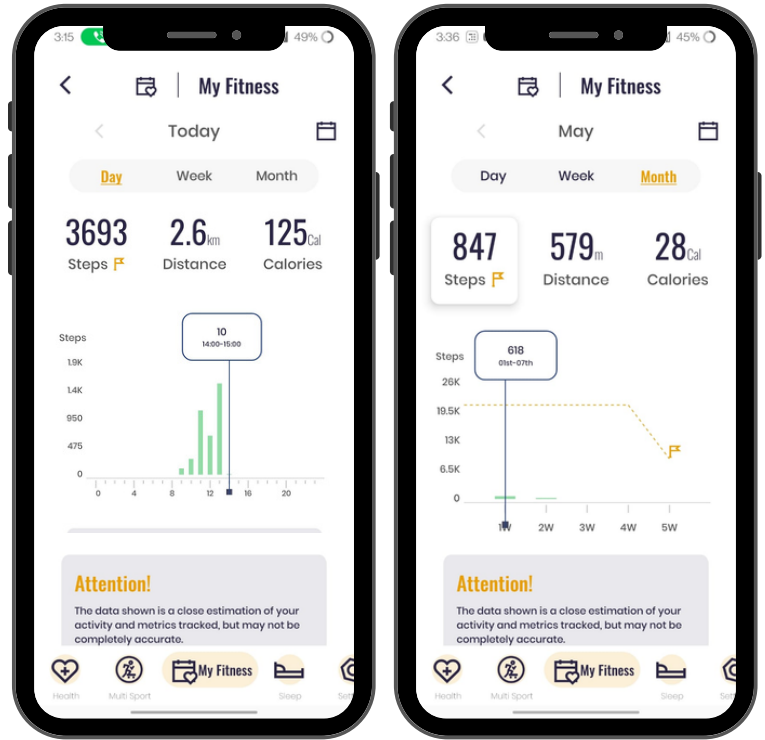 3:15
49%
My Fitness
Today
Day Week Month
3693 2.6km 125Cal
Steps Distance Calories
10
14:00-15:00
Steps
1.9K
1.4K
950
475
0
0 4 8 12 16 20
Attention!
The data shown is a close estimation of your
activity and metrics tracked, but may not be
completely accurate.
My Fitness
Health Multi Sport Sleep
3:36
45%
My Fitness
May
Day Week Month
847 579m 28Cal
Steps Distance Calories
618
01st-07th
Steps
26K
19.5K
13K
6.5K
0
1W 2W 3W 4W 5W
Attention!
The data shown is a close estimation of your
activity and metrics tracked, but may not be
completely accurate.
My Fitness
Health Multi Sport Sleep